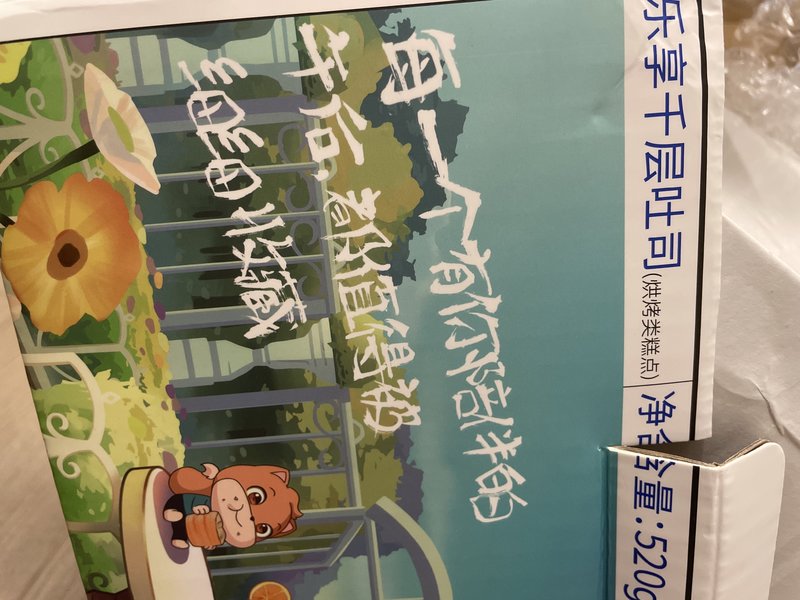 乐享千层吐司(烘烤类糕点)
净含量:520g
每一个有你陪伴的
午后,都值得被
细细收藏